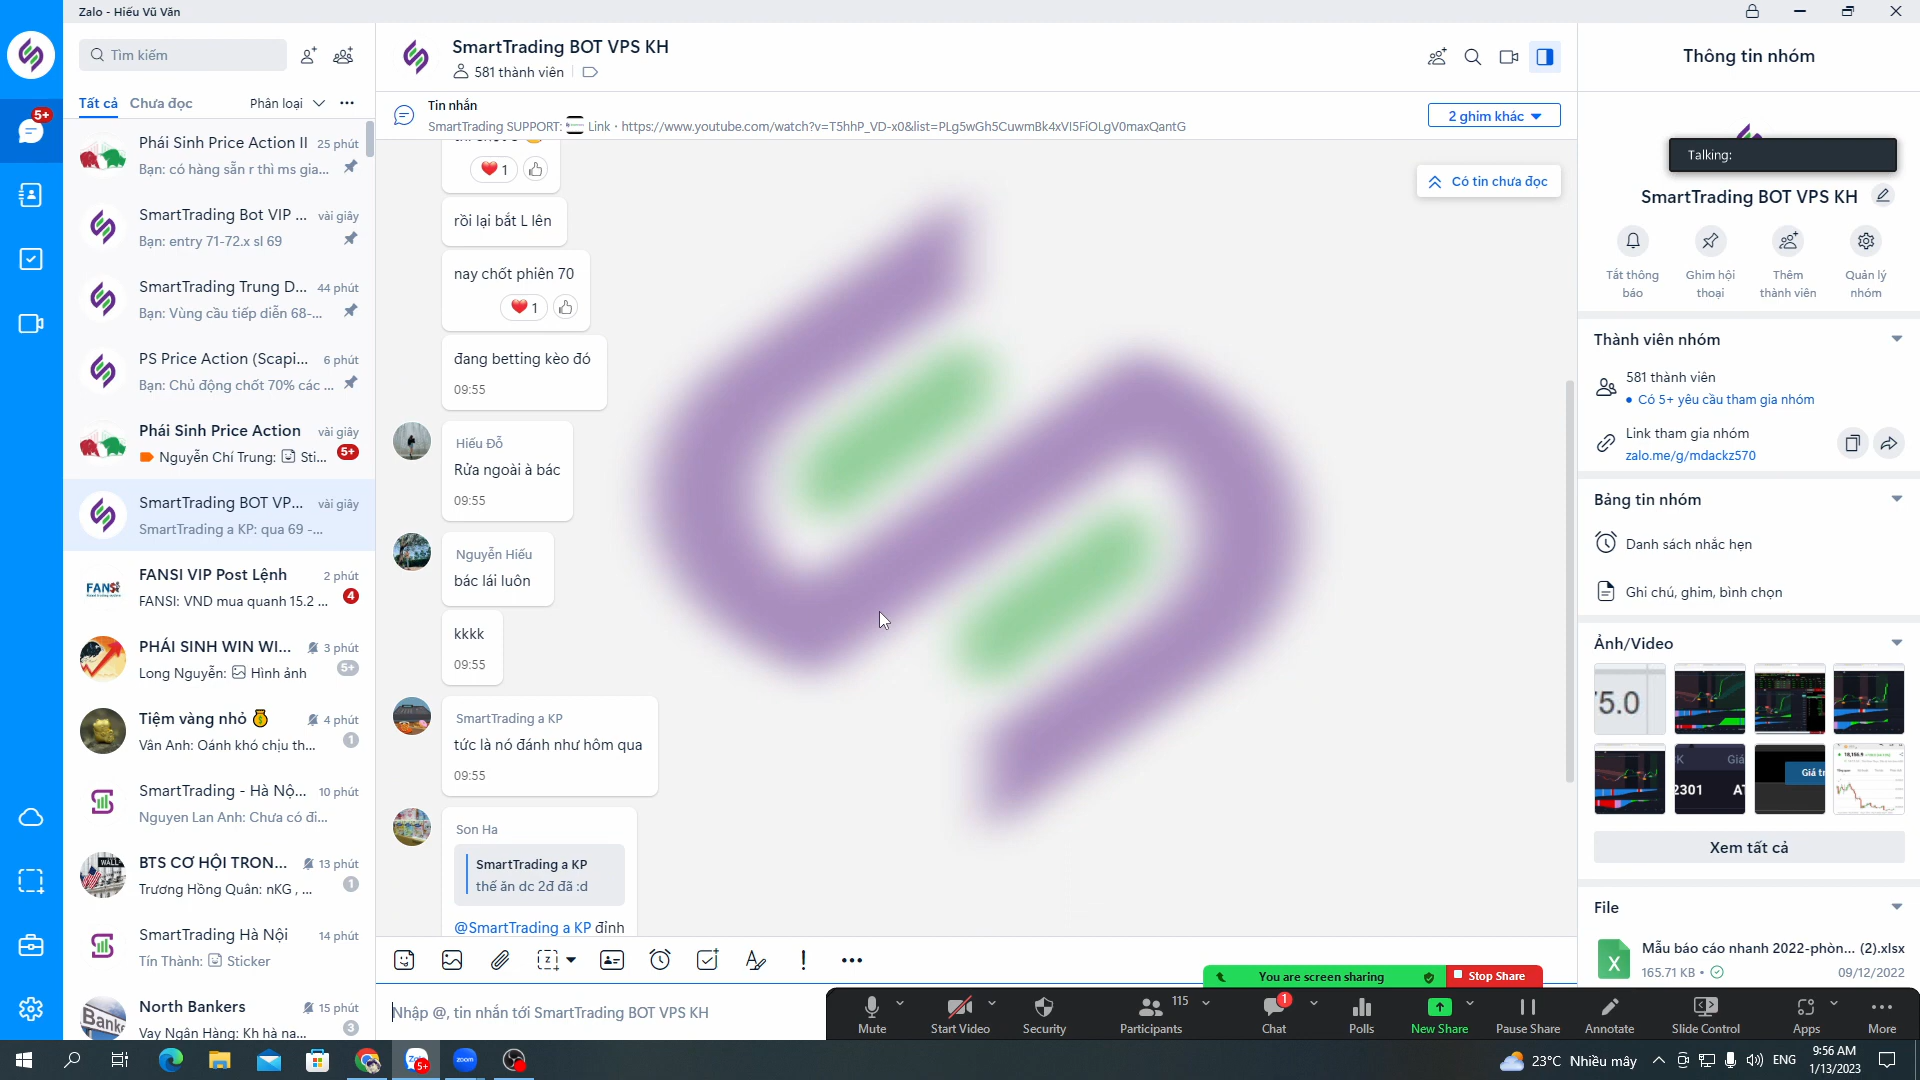 Zalo - Hiếu Vũ Văn
Tìm kiếm
Tất cả
Chưa đọc
Phân loại
5+
Phái Sinh Price Action II
25 phút
Bạn: có hàng sẵn r thì ms gia...
SmartTrading Bot VIP ...
vài giây
Bạn: entry 71-72.x sl 69
SmartTrading Trung D...
44 phút
Bạn: Vùng cầu tiếp diễn 68-...
PS Price Action (Scapi...
6 phút
Bạn: Chủ động chốt 70% các ...
Phái Sinh Price Action
vài giây
Nguyễn Chí Trung: Sti...
5+
SmartTrading BOT VP...
vài giây
SmartTrading a KP: qua 69 -...
FANSI VIP Post Lệnh
2 phút
FANSI: VND mua quanh 15.2 ...
4
PHÁI SINH WIN WI...
3 phút
Long Nguyễn: Hình ảnh
5+
Tiệm vàng nhỏ
4 phút
Vân Anh: Oánh khó chịu th...
1
SmartTrading - Hà Nộ...
10 phút
Nguyen Lan Anh: Chưa có đi...
BTS CƠ HỘI TRON...
13 phút
Trương Hồng Quân: nKG , ...
1
SmartTrading Hà Nội
14 phút
Tín Thành: Sticker
North Bankers
15 phút
Vay Ngân Hàng: Kh hà na...
3
SmartTrading BOT VPS KH
581 thành viên
Tin nhắn
SmartTrading SUPPORT: Link · https://www.youtube.com/watch?v=T5hhP_VD-x0&list=PLg5wGh5CuwmBk4xVI5FiOLgV0maxQantG
2 ghim khác
Có tin chưa đọc
1
rồi lại bắt L lên
nay chốt phiên 70
1
đang betting kèo đó
09:55
Hiếu Đỗ
Rửa ngoài à bác
09:55
Nguyễn Hiếu
bác lái luôn
kkkk
09:55
SmartTrading a KP
tức là nó đánh như hôm qua
09:55
Son Ha
SmartTrading a KP
thế ăn dc 2đ đã :d
@SmartTrading a KP đỉnh
Nhập @, tin nhắn tới SmartTrading BOT VPS KH
Thông tin nhóm
Talking:
SmartTrading BOT VPS KH
Tắt thông báo
Ghim hội thoại
Thêm thành viên
Quản lý nhóm
Thành viên nhóm
581 thành viên
Có 5+ yêu cầu tham gia nhóm
Link tham gia nhóm
zalo.me/g/mdackz570
Bảng tin nhóm
Danh sách nhắc hẹn
Ghi chú, ghim, bình chọn
Ảnh/Video
75.0
Giá
2301
Giá tr
Xem tất cả
File
Mẫu báo cáo nhanh 2022-phòn... (2).xlsx
165.71 KB
09/12/2022
You are screen sharing
Stop Share
Mute
Start Video
Security
115
Participants
1
Chat
Polls
New Share
Pause Share
Annotate
Slide Control
Apps
More
23°C Nhiều mây
ENG
9:56 AM
1/13/2023